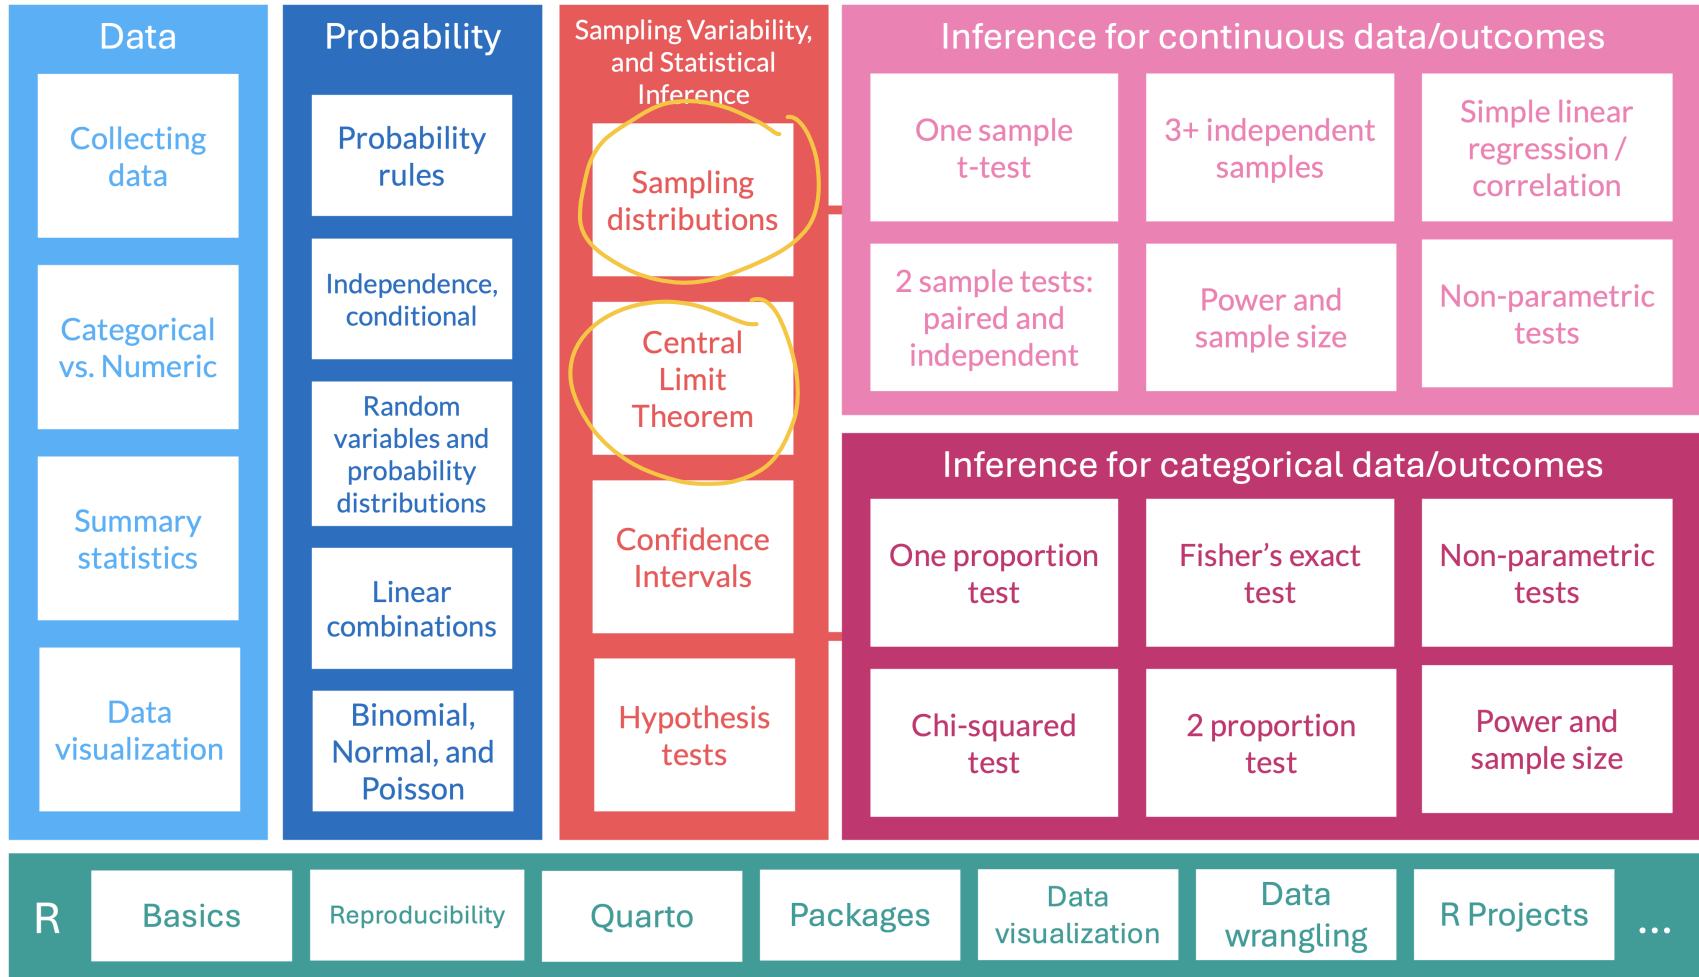 Data
Collecting
data
Categorical
vs. Numeric
Summary
statistics
Data
visualization
Probability
Probability
rules
Independence,
conditional
Random
variables and
probability
distributions
Linear
combinations
Binomial,
Normal, and
Poisson
Sampling Variability,
and Statistical
Inference
Sampling
distributions
Central
Limit
Theorem
Confidence
Intervals
Hypothesis
tests
Inference for continuous data/outcomes
One sample
t-test
3+ independent
samples
Simple linear
regression /
correlation
2 sample tests:
paired and
independent
Power and
sample size
Non-parametric
tests
Inference for categorical data/outcomes
One proportion
test
Fisher’s exact
test
Non-parametric
tests
Chi-squared
test
2 proportion
test
Power and
sample size
R
Basics
Reproducibility
Quarto
Packages
Data
visualization
Data
wrangling
R Projects
...